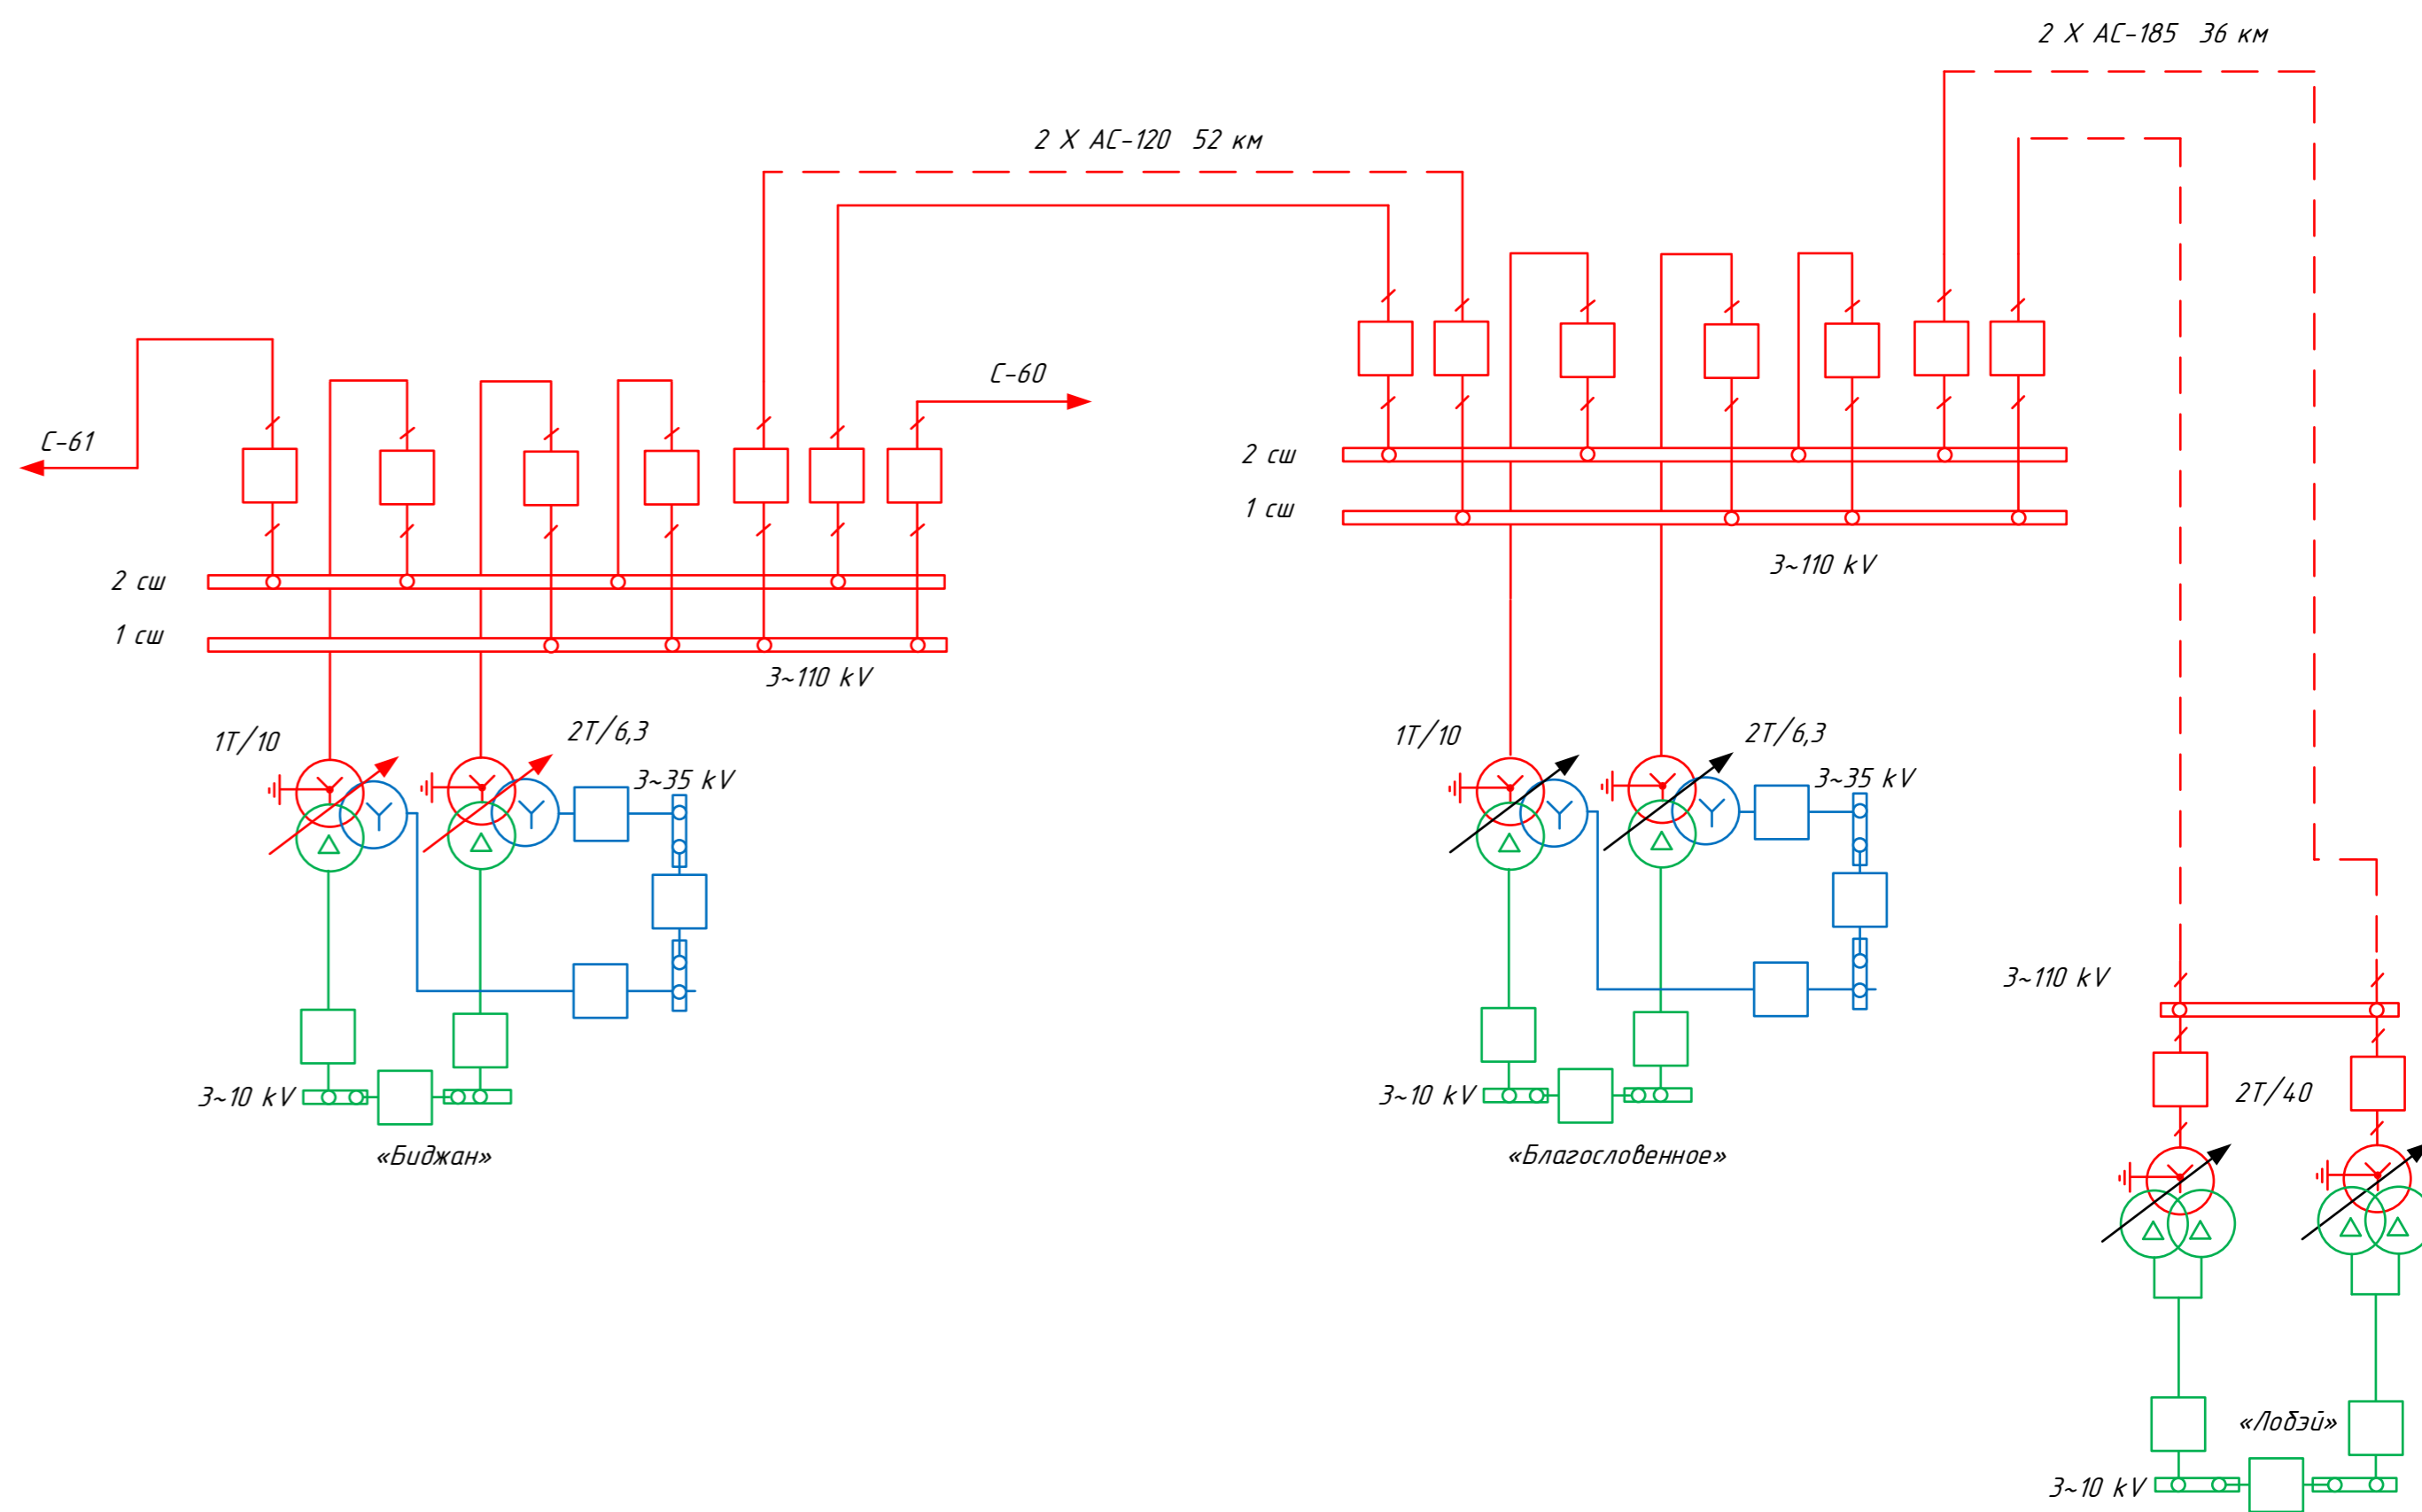 2 Х АС-185 36 км
2 Х АС-120 52 км
С-60
С-61
2 сш
1 сш
3~110 kV
2 сш
1 сш
3~110 kV
1Т/10
2Т/6,3
3~35 kV
1Т/10
2Т/6,3
3~35 kV
3~110 kV
2Т/40
3~10 kV
3~10 kV
«Биджан»
«Благословенное»
«Лобэй»
3~10 kV